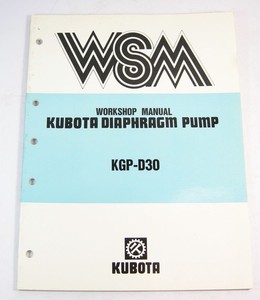 WSM
WORKSHOP MANUAL
KUBOTA DIAPHRAGM PUMP
KGP-D30
KUBOTA